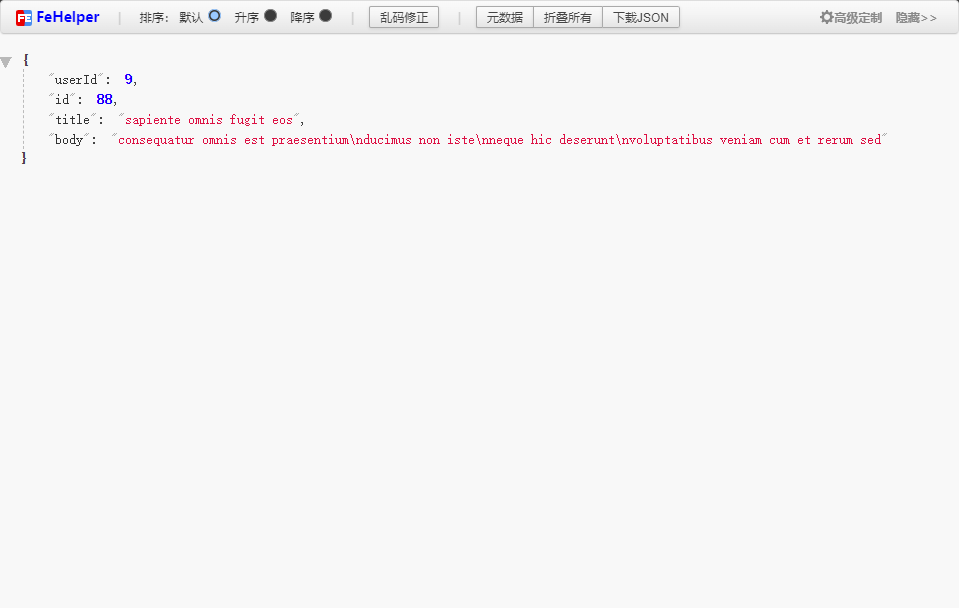 FeHelper | 排序: 默认 升序 降序 | 乱码修正 | 元数据 折叠所有 下载JSON 高级定制 隐藏>>
{
"userId": 9,
"id": 88,
"title": "sapiente omnis fugit eos",
"body": "consequatur omnis est praesentium\nducimus non iste\nneque hic deserunt\nvoluptatibus veniam cum et rerum sed"
}